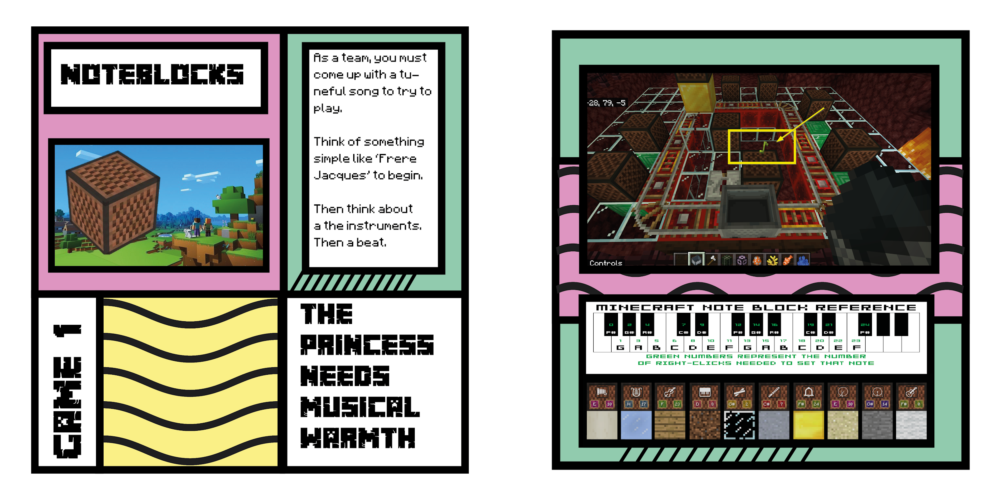 NOTEBLOCKS
As a team, you must
come up with a tu-
neful song to try to
play.
Think of something
simple like 'Frere
Jacques' to begin.
Then think about
a the instruments.
Then a beat.
GAME 1
THE
PRINCESS
NEEDS
MUSICAL
WARMTH
-28, 79, -5
Controls
MINECRAFT NOTE BLOCK REFERENCE
0 2 4 7 9 12 14 16 19 21 24
F# G# A# C# D# F# G# A# C# D# F#
1 3 5 6 8 10 11 13 15 17 18 20 22 23
G A B C D E F G A B C D E F
GREEN NUMBERS REPRESENT THE NUMBER
OF RIGHT-CLICKS NEEDED TO SET THAT NOTE
E 10 H 17 F 23 D 8 G# 2 C# 7 F# 24 E 10 G# 14 F# 0